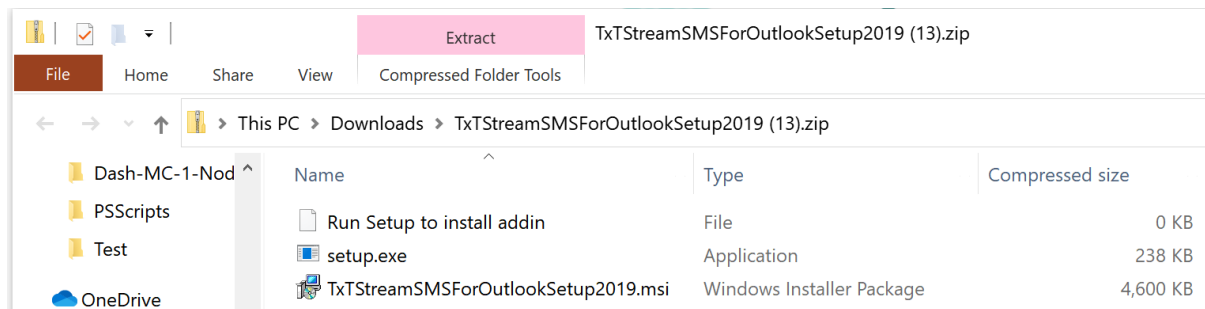 Extract
TxTStreamSMSForOutlookSetup2019 (13).zip
File Home Share View Compressed Folder Tools
This PC > Downloads > TxTStreamSMSForOutlookSetup2019 (13).zip
Dash-MC-1-Nod
PSScripts
Test
OneDrive
Name Type Compressed size
Run Setup to install addin File 0 KB
setup.exe Application 238 KB
TxTStreamSMSForOutlookSetup2019.msi Windows Installer Package 4,600 KB